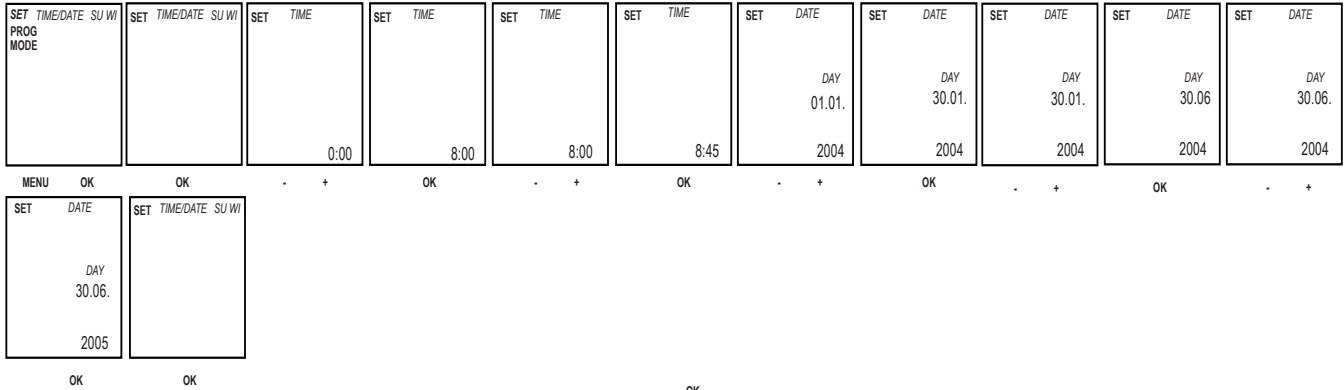 SET TIME/DATE SU WI
PROG
MODE
SET TIME/DATE SU WI
SET TIME
0:00
SET TIME
8:00
SET TIME
8:00
SET TIME
8:45
SET DATE
DAY
01.01.
2004
SET DATE
DAY
30.01.
2004
SET DATE
DAY
30.01.
2004
SET DATE
DAY
30.06
2004
SET DATE
DAY
30.06.
2004
MENU OK
OK
- +
OK
- +
OK
- +
OK
- +
OK
- +
SET DATE
DAY
30.06.
2005
SET TIME/DATE SU WI
OK
OK
OK